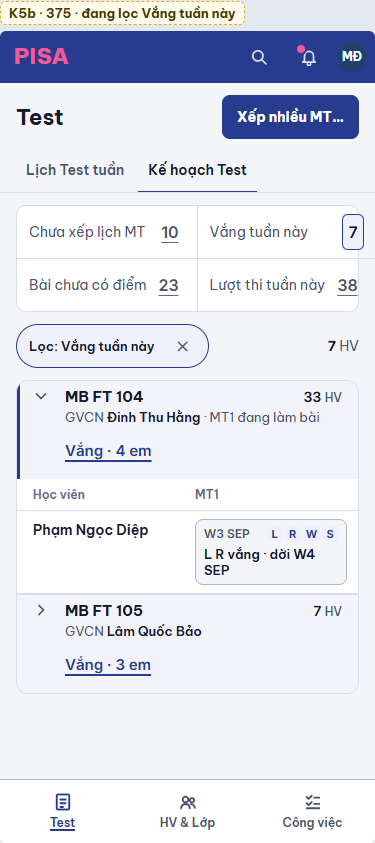 K5b · 375 · đang lọc Vắng tuần này
PISA
MĐ
Test
Xếp nhiều MT...
Lịch Test tuần
Kế hoạch Test
Chưa xếp lịch MT 10
Vắng tuần này 7
Bài chưa có điểm 23
Lượt thi tuần này 38
Lọc: Vắng tuần này
7 HV
MB FT 104
33 HV
GVCN Đinh Thu Hằng · MT1 đang làm bài
Vắng · 4 em
Học viên
MT1
Phạm Ngọc Diệp
W3 SEP L R W S
L R vắng · dời W4
SEP
MB FT 105
7 HV
GVCN Lâm Quốc Bảo
Vắng · 3 em
Test
HV & Lớp
Công việc